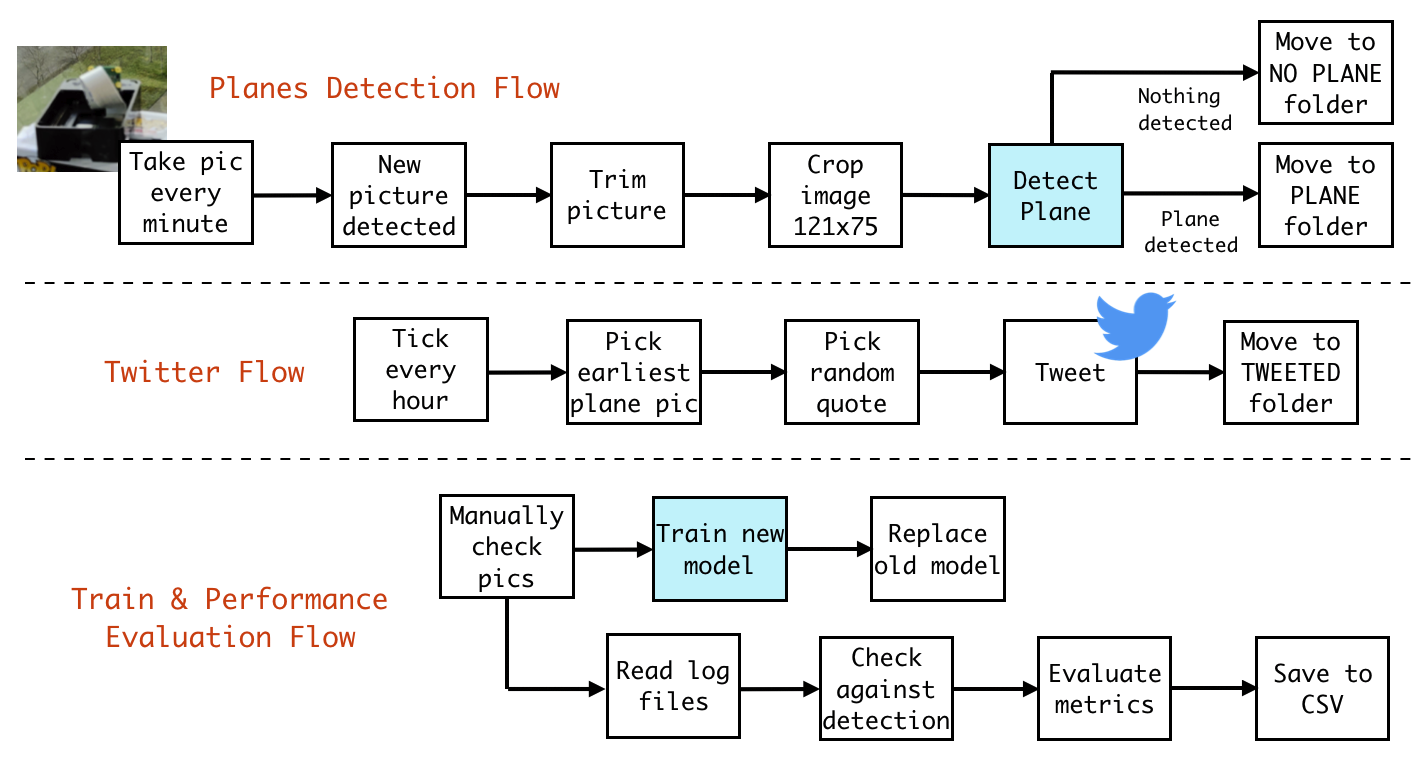 Planes Detection Flow
Take pic
every
minute
New
picture
detected
Trim
picture
Crop
image
121x75
Detect
Plane
Nothing
detected
Move to
NO PLANE
folder
Plane
detected
Move to
PLANE
folder
Twitter Flow
Tick
every
hour
Pick
earliest
plane pic
Pick
random
quote
Tweet
Move to
TWEETED
folder
Train & Performance
Evaluation Flow
Manually
check
pics
Train new
model
Replace
old model
Read log
files
Check
against
detection
Evaluate
metrics
Save to
CSV